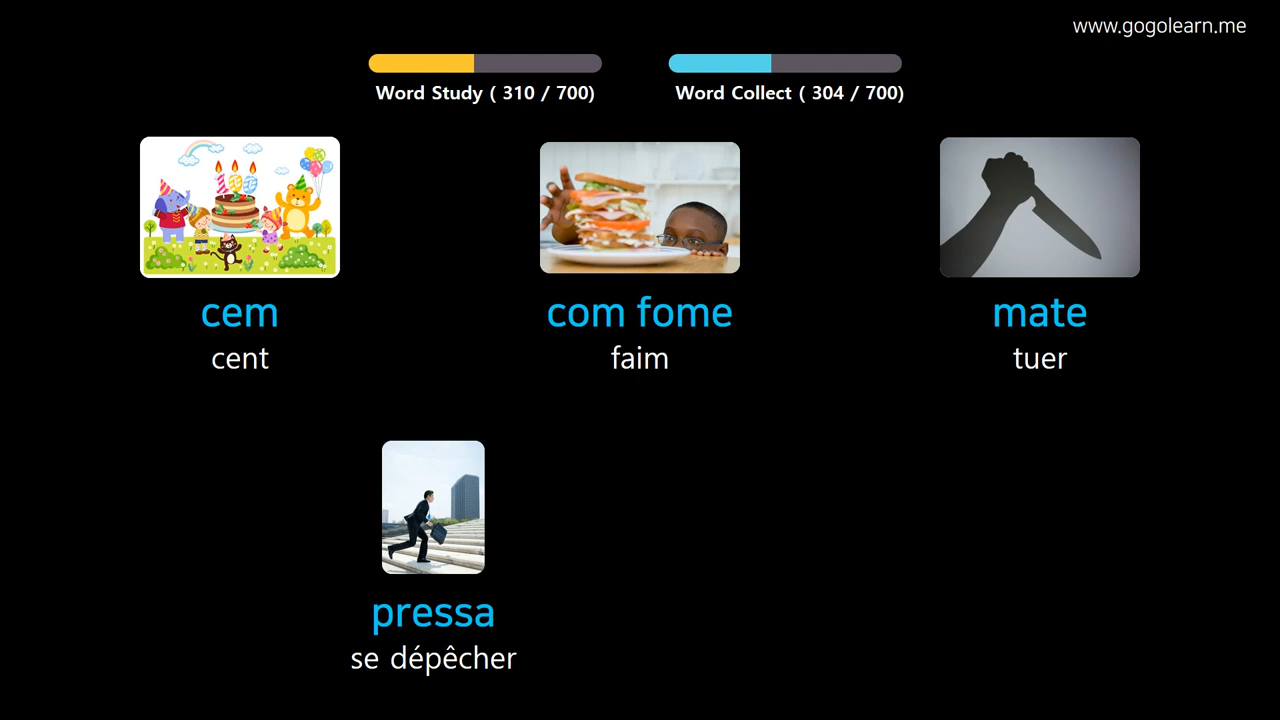 www.gogolearn.me
Word Study ( 310 / 700)
Word Collect ( 304 / 700)
100
cem
cent
com fome
faim
mate
tuer
pressa
se dépêcher